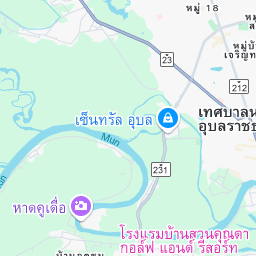 หมู่ 18
หมู่บ้
เจริญท
23
212
เซ็นทรัล อุบล
เทศบาลน
อุบลราชธ
Mun
231
หาดคูเดื่อ
โรงแรมบ้านสวนคุณตา
กอล์ฟ แอนด์ รีสอร์ท